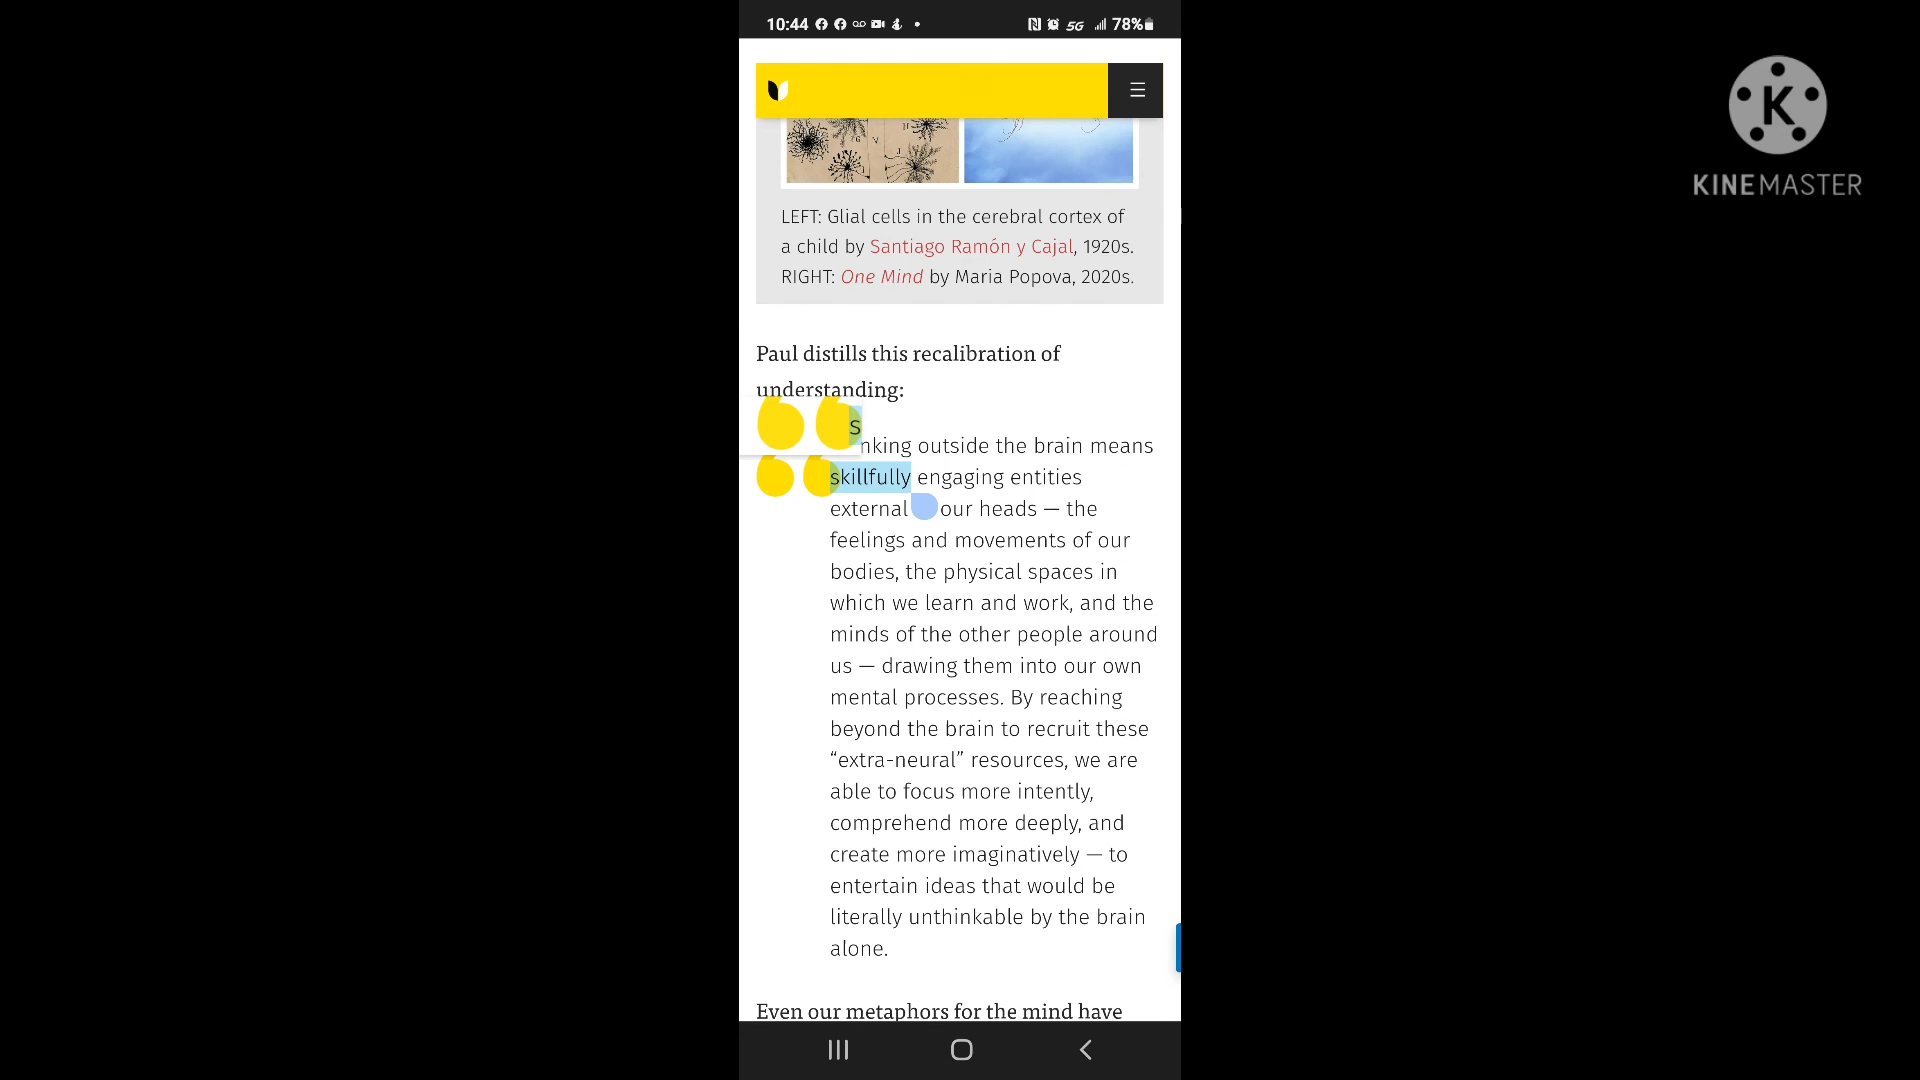 10:44
5G 78%
K
KINEMASTER
LEFT: Glial cells in the cerebral cortex of
a child by Santiago Ramón y Cajal, 1920s.
RIGHT: One Mind by Maria Popova, 2020s.
Paul distills this recalibration of
understanding:
s
nking outside the brain means
skillfully engaging entities
external our heads — the
feelings and movements of our
bodies, the physical spaces in
which we learn and work, and the
minds of the other people around
us — drawing them into our own
mental processes. By reaching
beyond the brain to recruit these
“extra-neural” resources, we are
able to focus more intently,
comprehend more deeply, and
create more imaginatively — to
entertain ideas that would be
literally unthinkable by the brain
alone.
Even our metaphors for the mind have